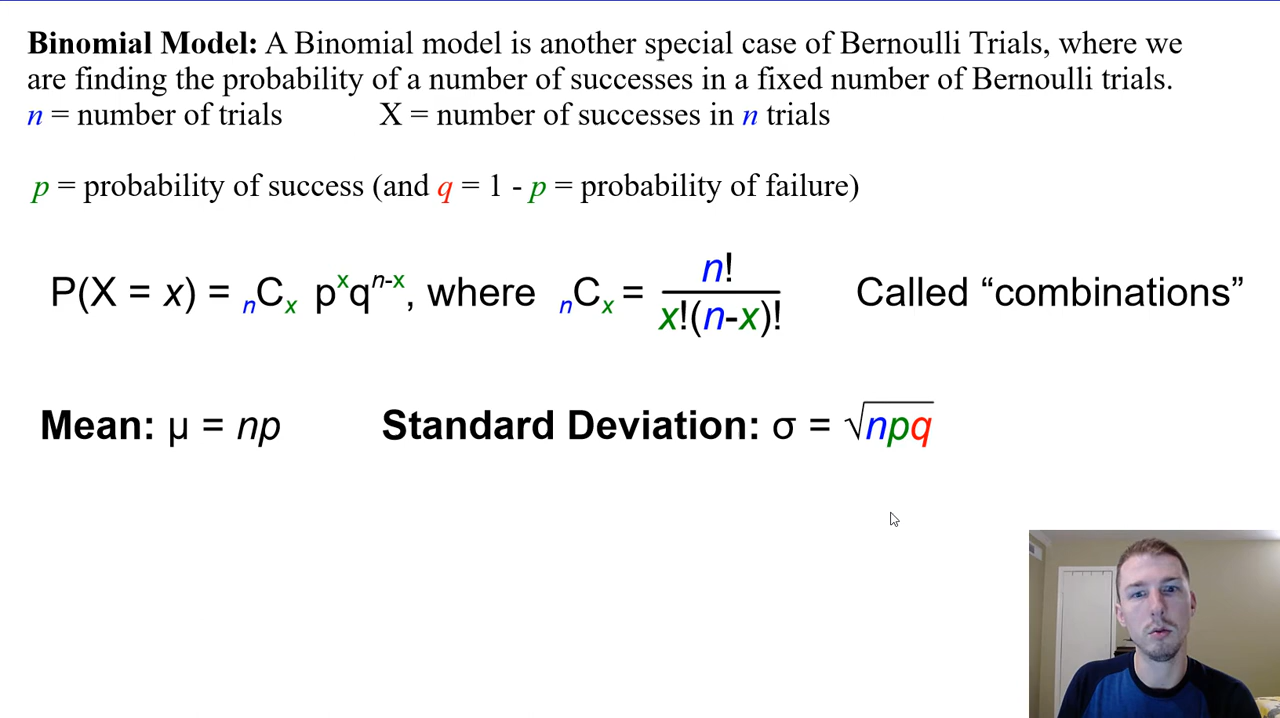 Binomial Model: A Binomial model is another special case of Bernoulli Trials, where we
are finding the probability of a number of successes in a fixed number of Bernoulli trials.
n = number of trials X = number of successes in n trials
p = probability of success (and q = 1 - p = probability of failure)
P(X = x) = ₙCₓ pˣqⁿ⁻ˣ, where ₙCₓ = n! / x!(n-x)! Called “combinations”
Mean: µ = np Standard Deviation: σ = √npq